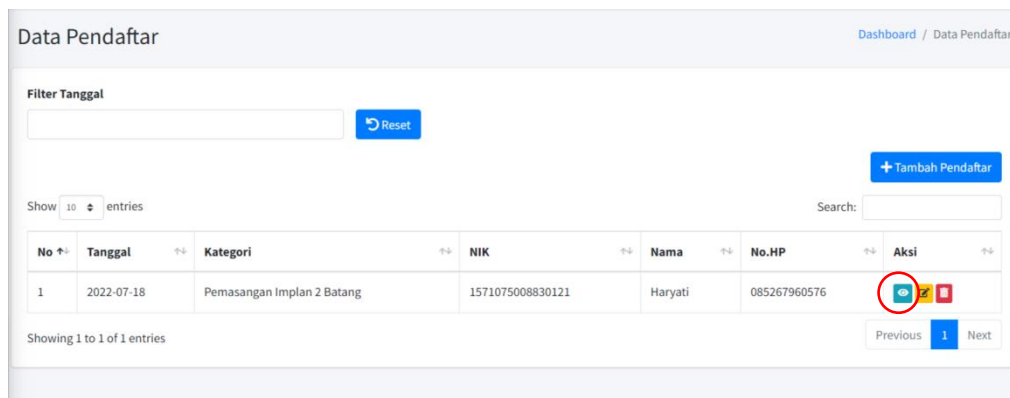 Data Pendaftar
Dashboard / Data Pendaftar
Filter Tanggal
Reset
Tambah Pendaftar
Show 10 entries
Search:
No Tanggal Kategori NIK Nama No.HP Aksi
1 2022-07-18 Pemasangan Implan 2 Batang 1571075008830121 Haryati 085267960576
Showing 1 to 1 of 1 entries
Previous 1 Next